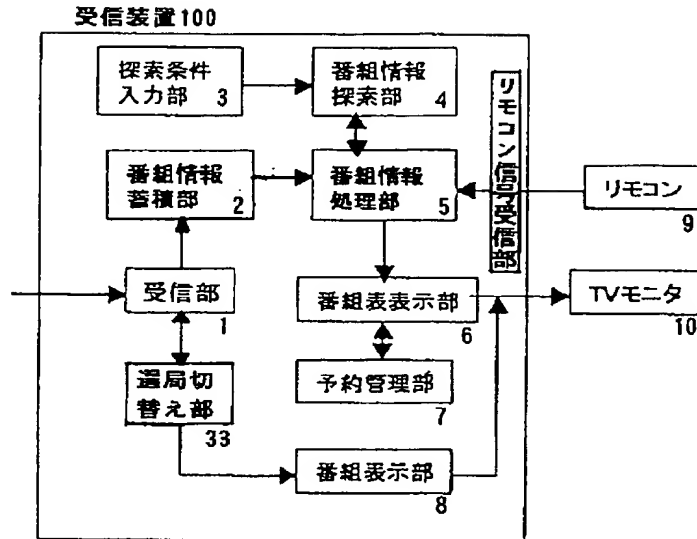 受信装置100
探索条件
入力部 3
番組情報
探索部 4
リモコン信号受信部
番組情報
蓄積部 2
番組情報
処理部 5
リモコン
9
受信部
1
番組表表示部
6
TVモニタ
10
選局切
替え部
33
予約管理部
7
番組表示部
8